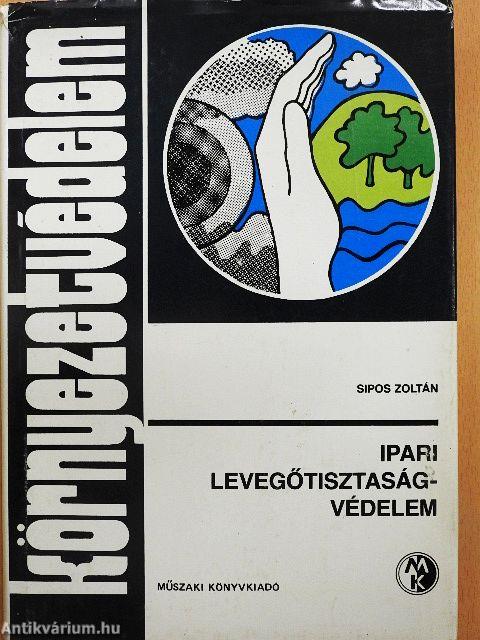 környezetvédelem
SIPOS ZOLTÁN
IPARI
LEVEGŐTISZTASÁG-
VÉDELEM
MŰSZAKI KÖNYVKIADÓ
MK
Antikvárium.hu